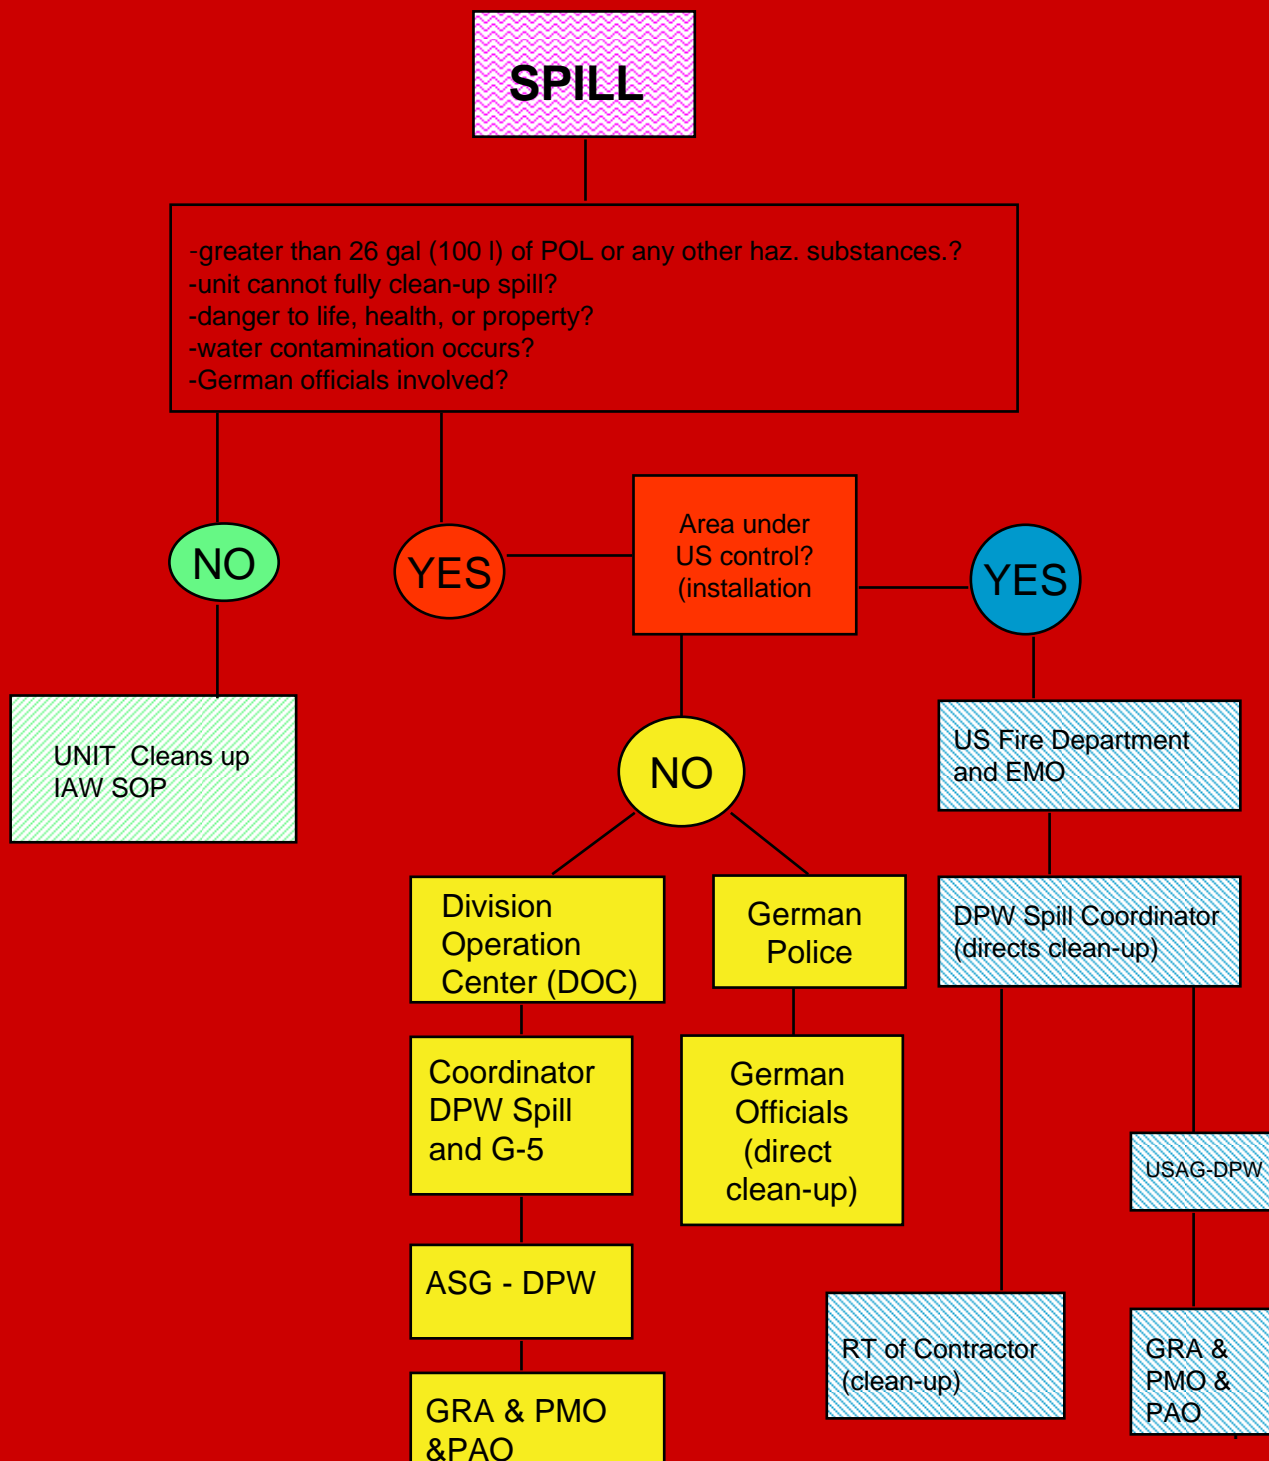 SPILL
-greater than 26 gal (100 l) of POL or any other haz. substances.?
-unit cannot fully clean-up spill?
-danger to life, health, or property?
-water contamination occurs?
-German officials involved?
NO
YES
Area under
US control?
(installation
YES
UNIT  Cleans up
IAW SOP
NO
US Fire Department
and EMO
Division
Operation
Center (DOC)
German
Police
DPW Spill Coordinator
(directs clean-up)
Coordinator
DPW Spill
and G-5
German
Officials
(direct
clean-up)
USAG-DPW
ASG - DPW
RT of Contractor
(clean-up)
GRA &
PMO &
PAO
GRA & PMO
&PAO